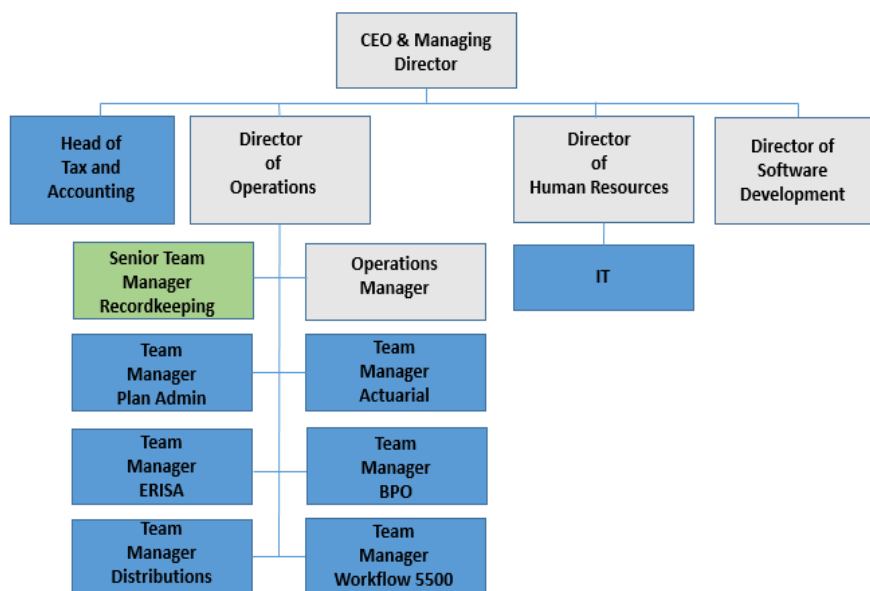 CEO & Managing
Director
Head of
Tax and
Accounting
Director
of
Operations
Director
of
Human Resources
Director of
Software
Development
Senior Team
Manager
Recordkeeping
Operations
Manager
IT
Team
Manager
Plan Admin
Team
Manager
Actuarial
Team
Manager
ERISA
Team
Manager
BPO
Team
Manager
Distributions
Team
Manager
Workflow 5500